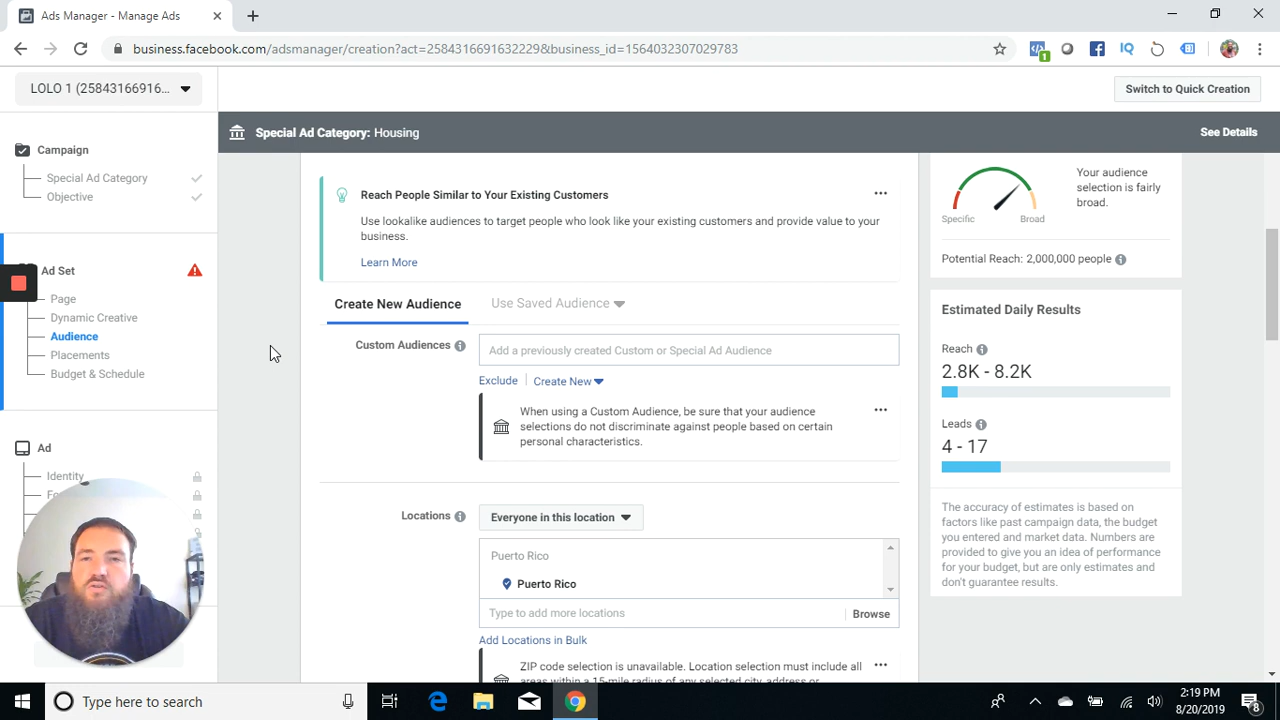 Ads Manager - Manage Ads
business.facebook.com/adsmanager/creation?act=2584316691632229&business_id=1564032307029783
1
LOLO 1 (25843166916...
Switch to Quick Creation
Special Ad Category: Housing
See Details
Campaign
Special Ad Category
Objective
Ad Set
Page
Dynamic Creative
Audience
Placements
Budget & Schedule
Ad
Identity
Reach People Similar to Your Existing Customers
Use lookalike audiences to target people who look like your existing customers and provide value to your
business.
Learn More
Create New Audience
Use Saved Audience
Custom Audiences
Add a previously created Custom or Special Ad Audience
Exclude
Create New
When using a Custom Audience, be sure that your audience
selections do not discriminate against people based on certain
personal characteristics.
Locations
Everyone in this location
Puerto Rico
Puerto Rico
Type to add more locations
Browse
Add Locations in Bulk
ZIP code selection is unavailable. Location selection must include all
areas within a 15-mile radius of any selected city, address or
Your audience
selection is fairly
broad.
Specific
Broad
Potential Reach: 2,000,000 people
Estimated Daily Results
Reach
2.8K - 8.2K
Leads
4 - 17
The accuracy of estimates is based on
factors like past campaign data, the budget
you entered and market data. Numbers are
provided to give you an idea of performance
for your budget, but are only estimates and
don't guarantee results.
Type here to search
2:19 PM
8/20/2019
8